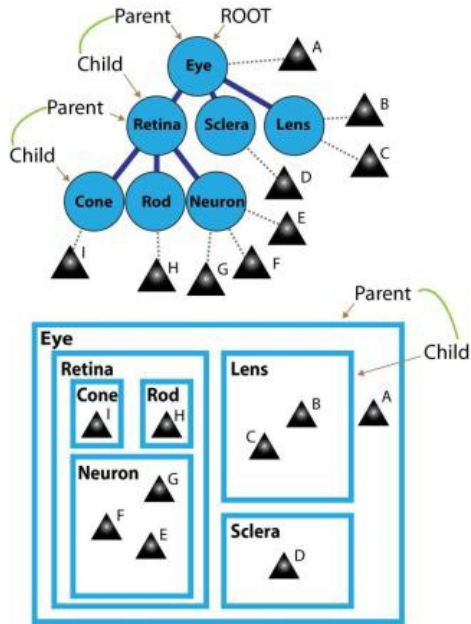 Parent ROOT
A
Eye
Child
B
Parent
Retina Sclera Lens
C
Child
D
Cone Rod Neuron
E
I H G F
Parent
Eye
Child
Retina Lens
Cone Rod
I H B A
C
Neuron
G
F
E
Sclera
D